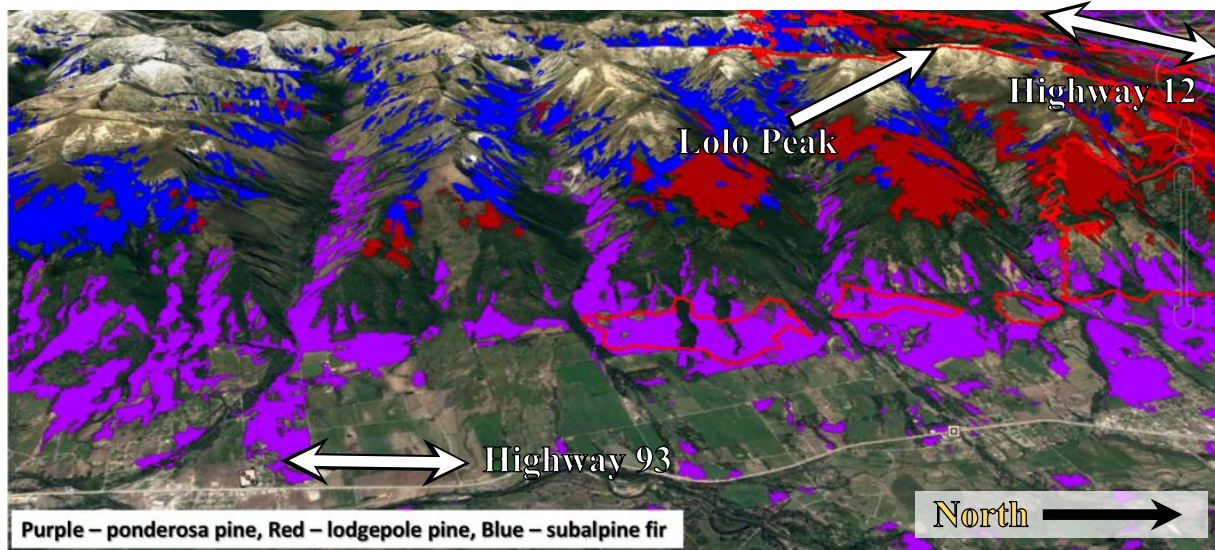 Highway 12
Lolo Peak
Highway 93
North
Purple – ponderosa pine, Red – lodgepole pine, Blue – subalpine fir